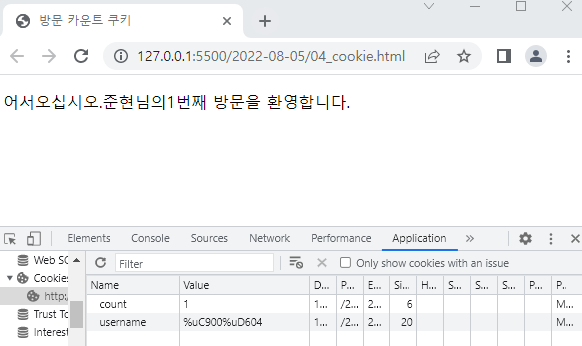 방문 카운트 쿠키
127.0.0.1:5500/2022-08-05/04_cookie.html
어서오십시오.준현님의1번째 방문을 환영합니다.
Elements Console Sources Network Performance Application »
Web SQ
Cookies
http:/
Trust To
Interest
Filter
Only show cookies with an issue
Name Value D... P... E... Si... H... S... S... S... S... P... P..
count 1 1... /2... 2... 6 M...
username %uC900%uD604 1... /2... 2... 20 M...